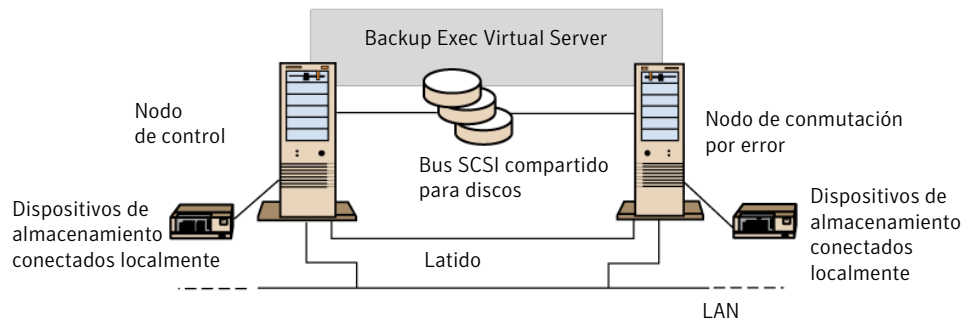 Backup Exec Virtual Server
Nodo
de control
Nodo de conmutación
por error
Bus SCSI compartido
para discos
Dispositivos de
almacenamiento
conectados localmente
Dispositivos de
almacenamiento
conectados
localmente
Latido
LAN